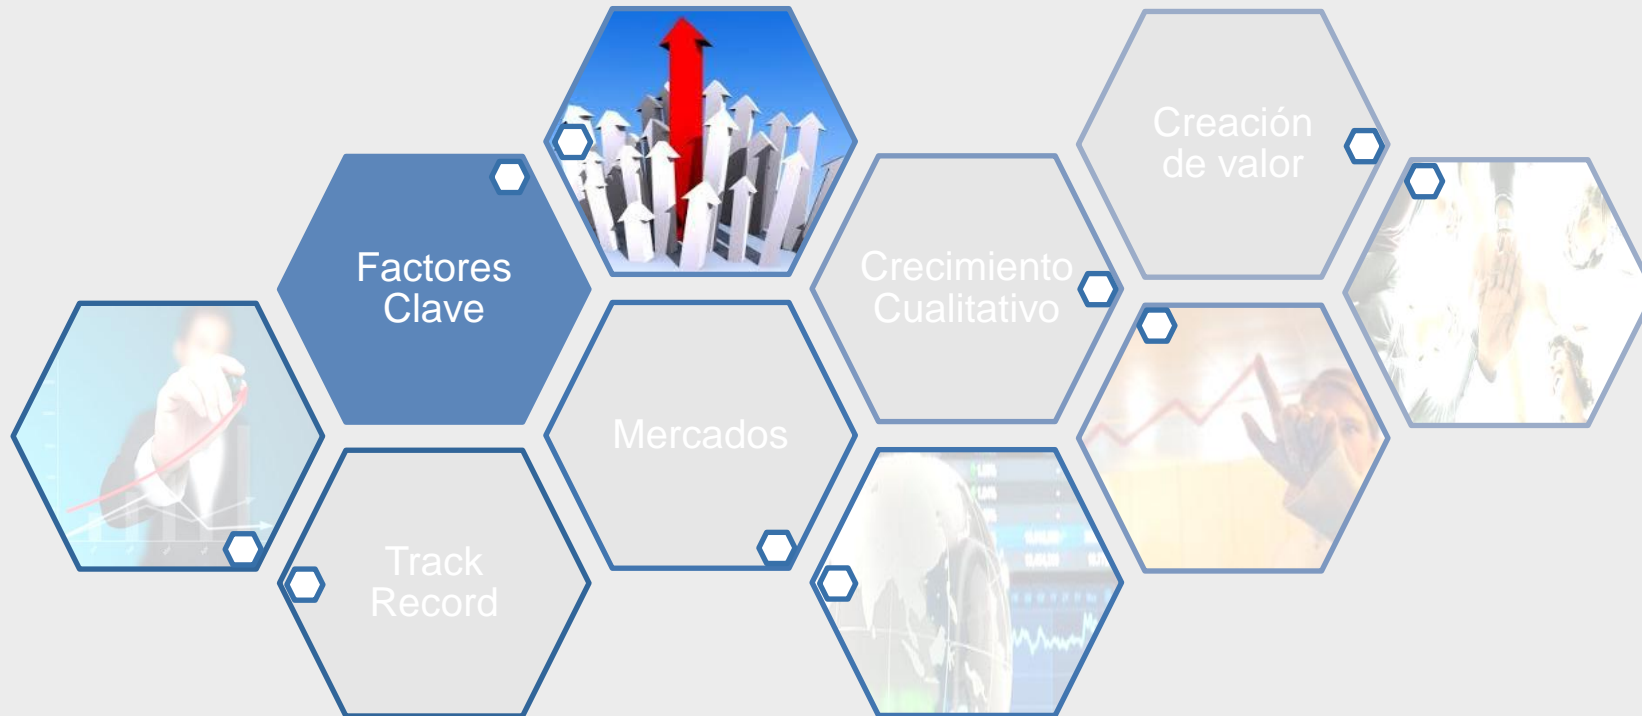 Creación
de valor
Factores
Clave
Crecimiento
Cualitativo
Mercados
Track
Record